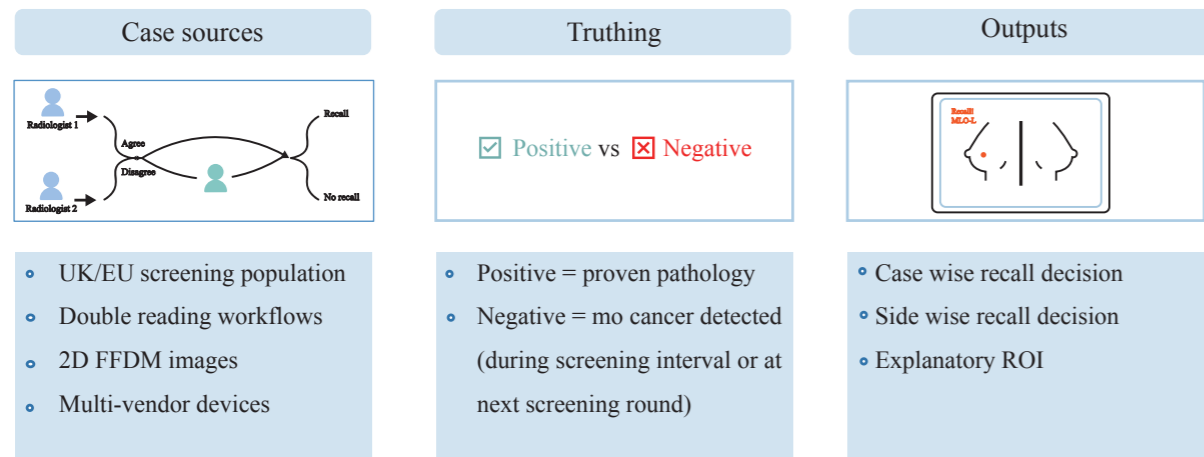 Case sources
Radiologist 1
Agree
Disagree
Radiologist 2
Recall
No recall
UK/EU screening population
Double reading workflows
2D FFDM images
Multi-vendor devices
Truthing
Positive vs Negative
Positive = proven pathology
Negative = mo cancer detected
(during screening interval or at
next screening round)
Outputs
Recall!
MLO-L
Case wise recall decision
Side wise recall decision
Explanatory ROI